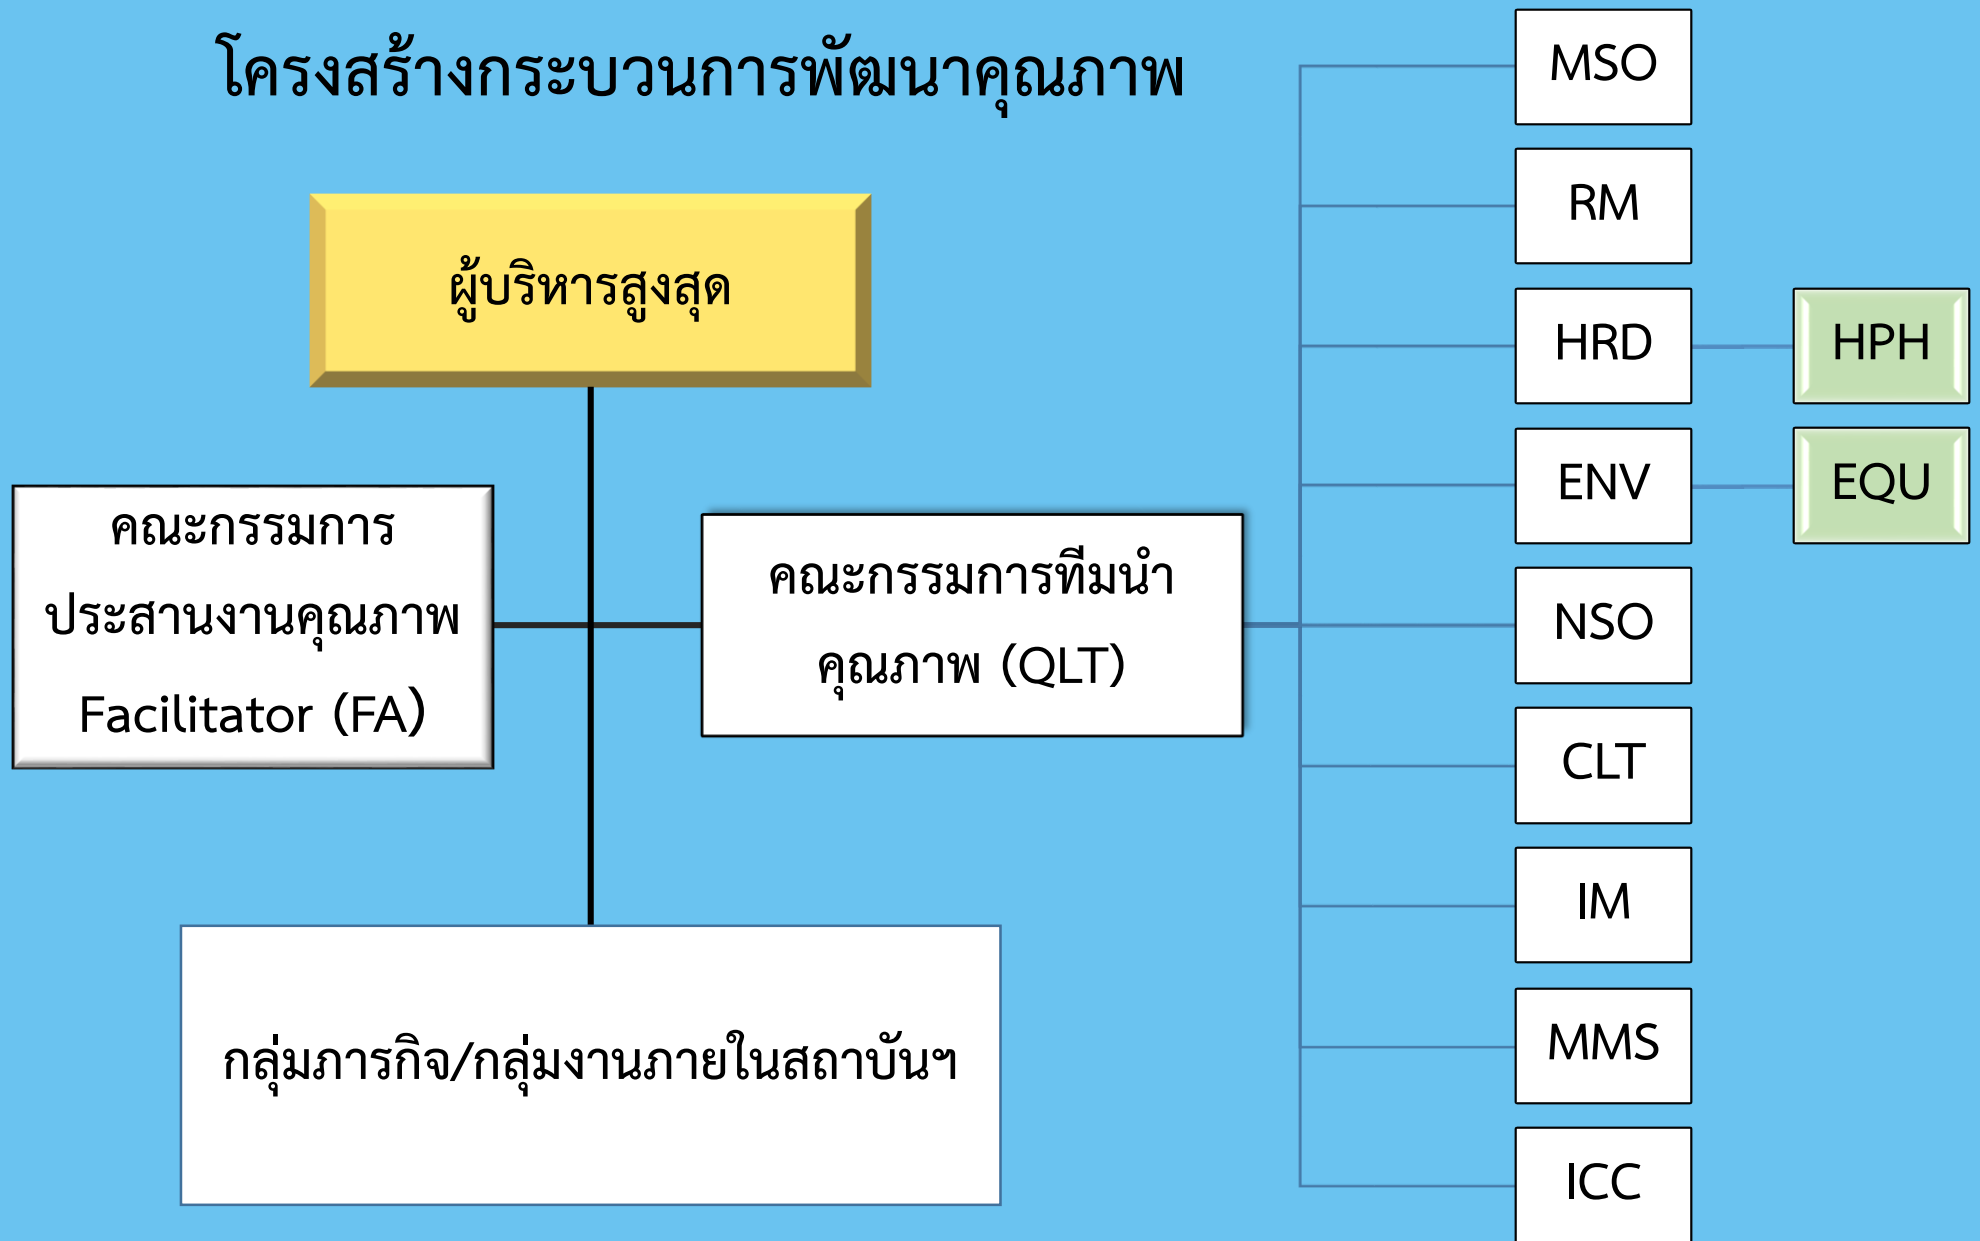 โครงสร้างกระบวนการพัฒนาคุณภาพ
ผู้บริหารสูงสุด
คณะกรรมการ
ประสานงานคุณภาพ
Facilitator (FA)
คณะกรรมการทีมนำ
คุณภาพ (QLT)
กลุ่มภารกิจ/กลุ่มงานภายในสถาบันฯ
MSO
RM
HRD
HPH
ENV
EQU
NSO
CLT
IM
MMS
ICC